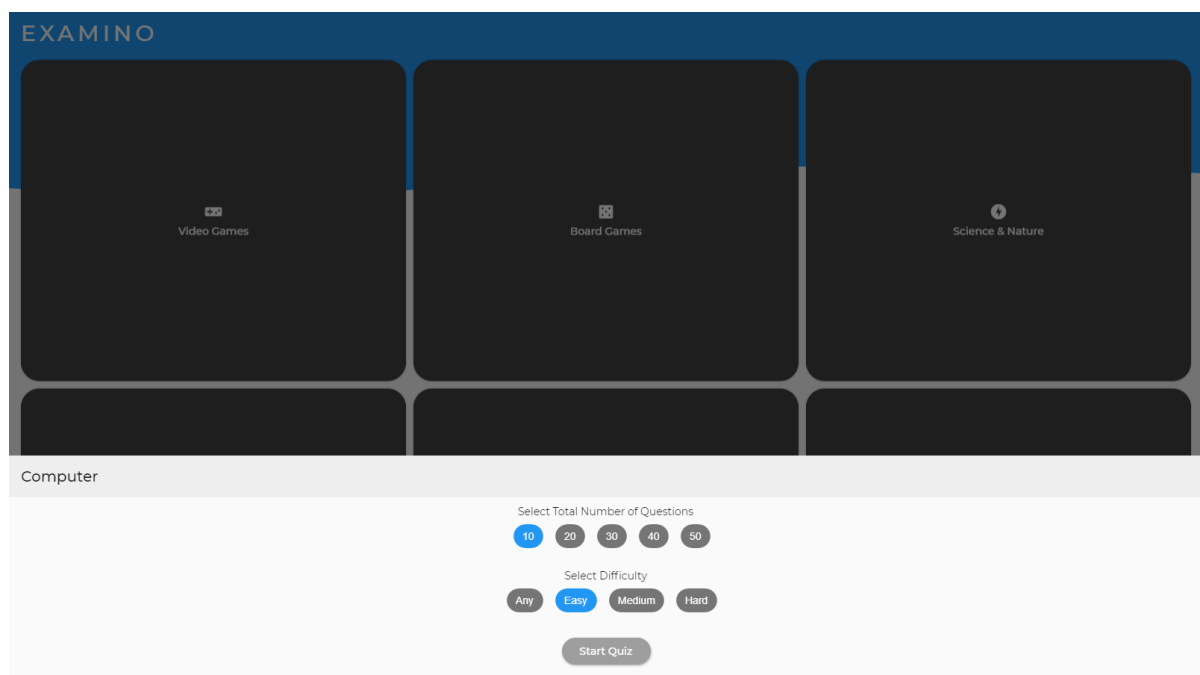 EXAMINO
Video Games
Board Games
Science & Nature
Computer
Select Total Number of Questions
10 20 30 40 50
Select Difficulty
Any Easy Medium Hard
Start Quiz